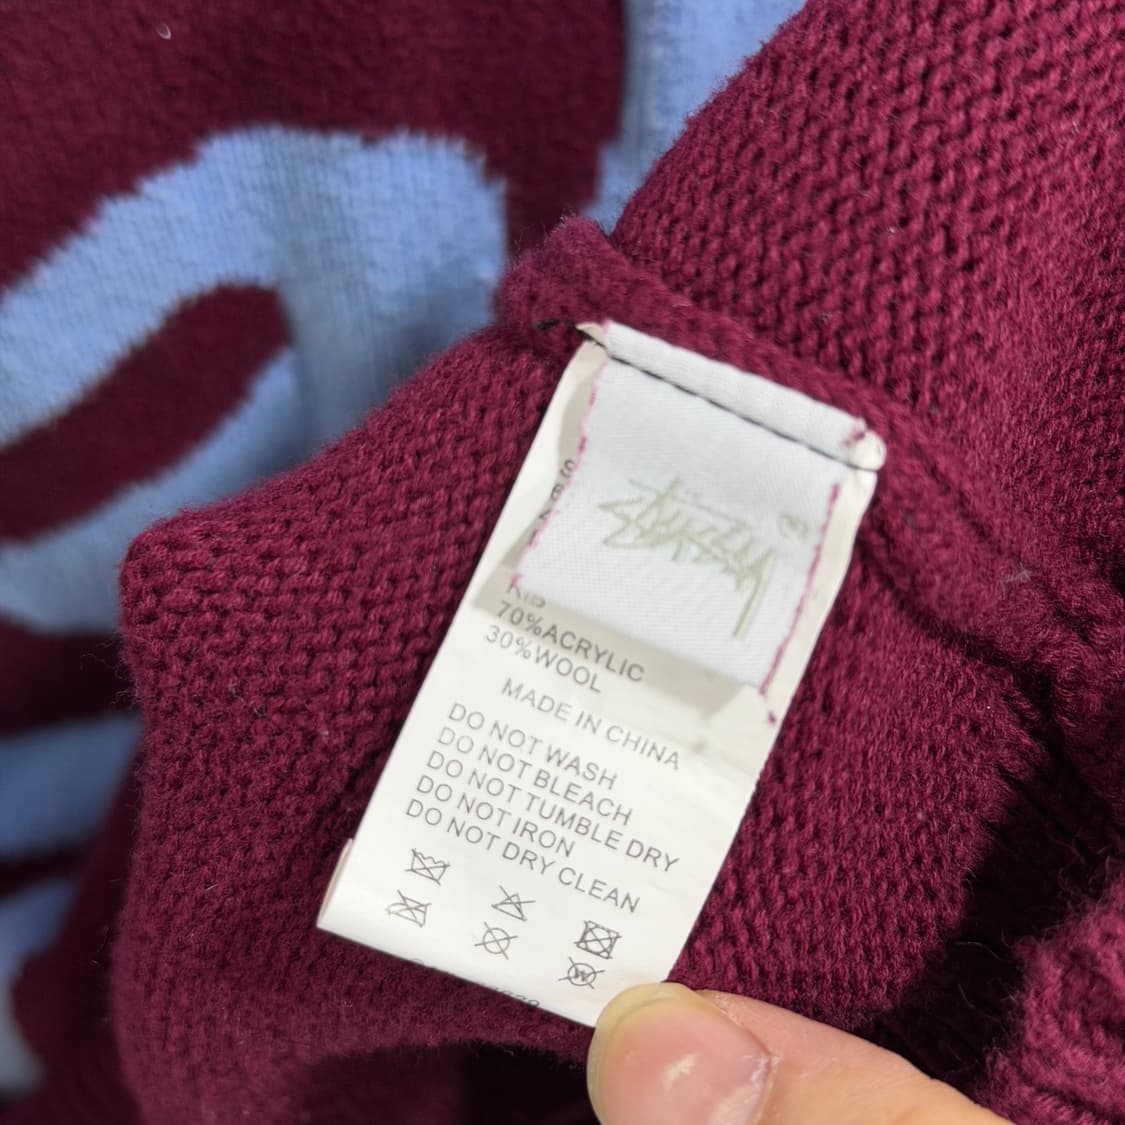 Stüssy
®
70%ACRYLIC
30%WOOL
MADE IN CHINA
DO NOT WASH
DO NOT BLEACH
DO NOT TUMBLE DRY
DO NOT IRON
DO NOT DRY CLEAN
W